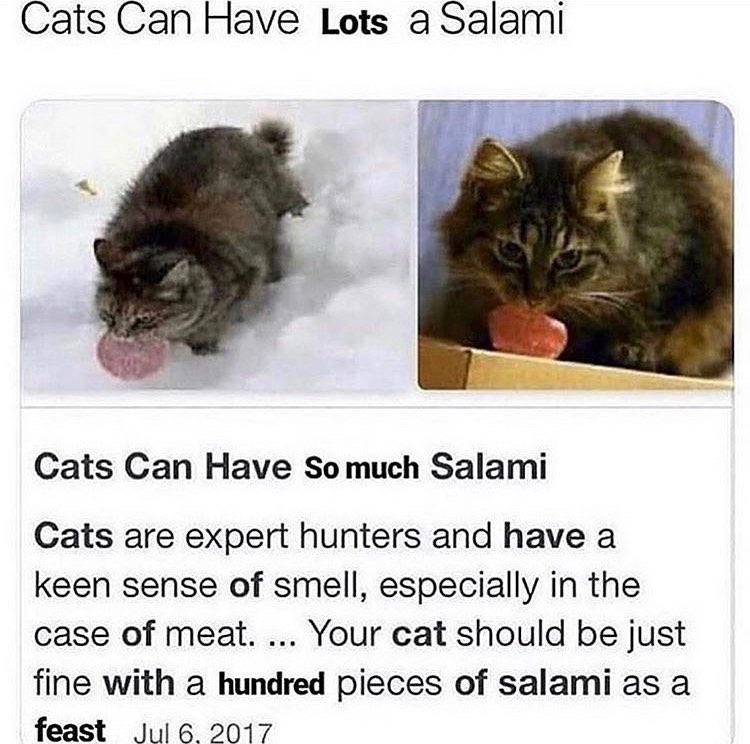 Cats Can Have Lots a Salami
Cats Can Have So much Salami
Cats are expert hunters and have a
keen sense of smell, especially in the
case of meat. ... Your cat should be just
fine with a hundred pieces of salami as a
feast Jul 6, 2017